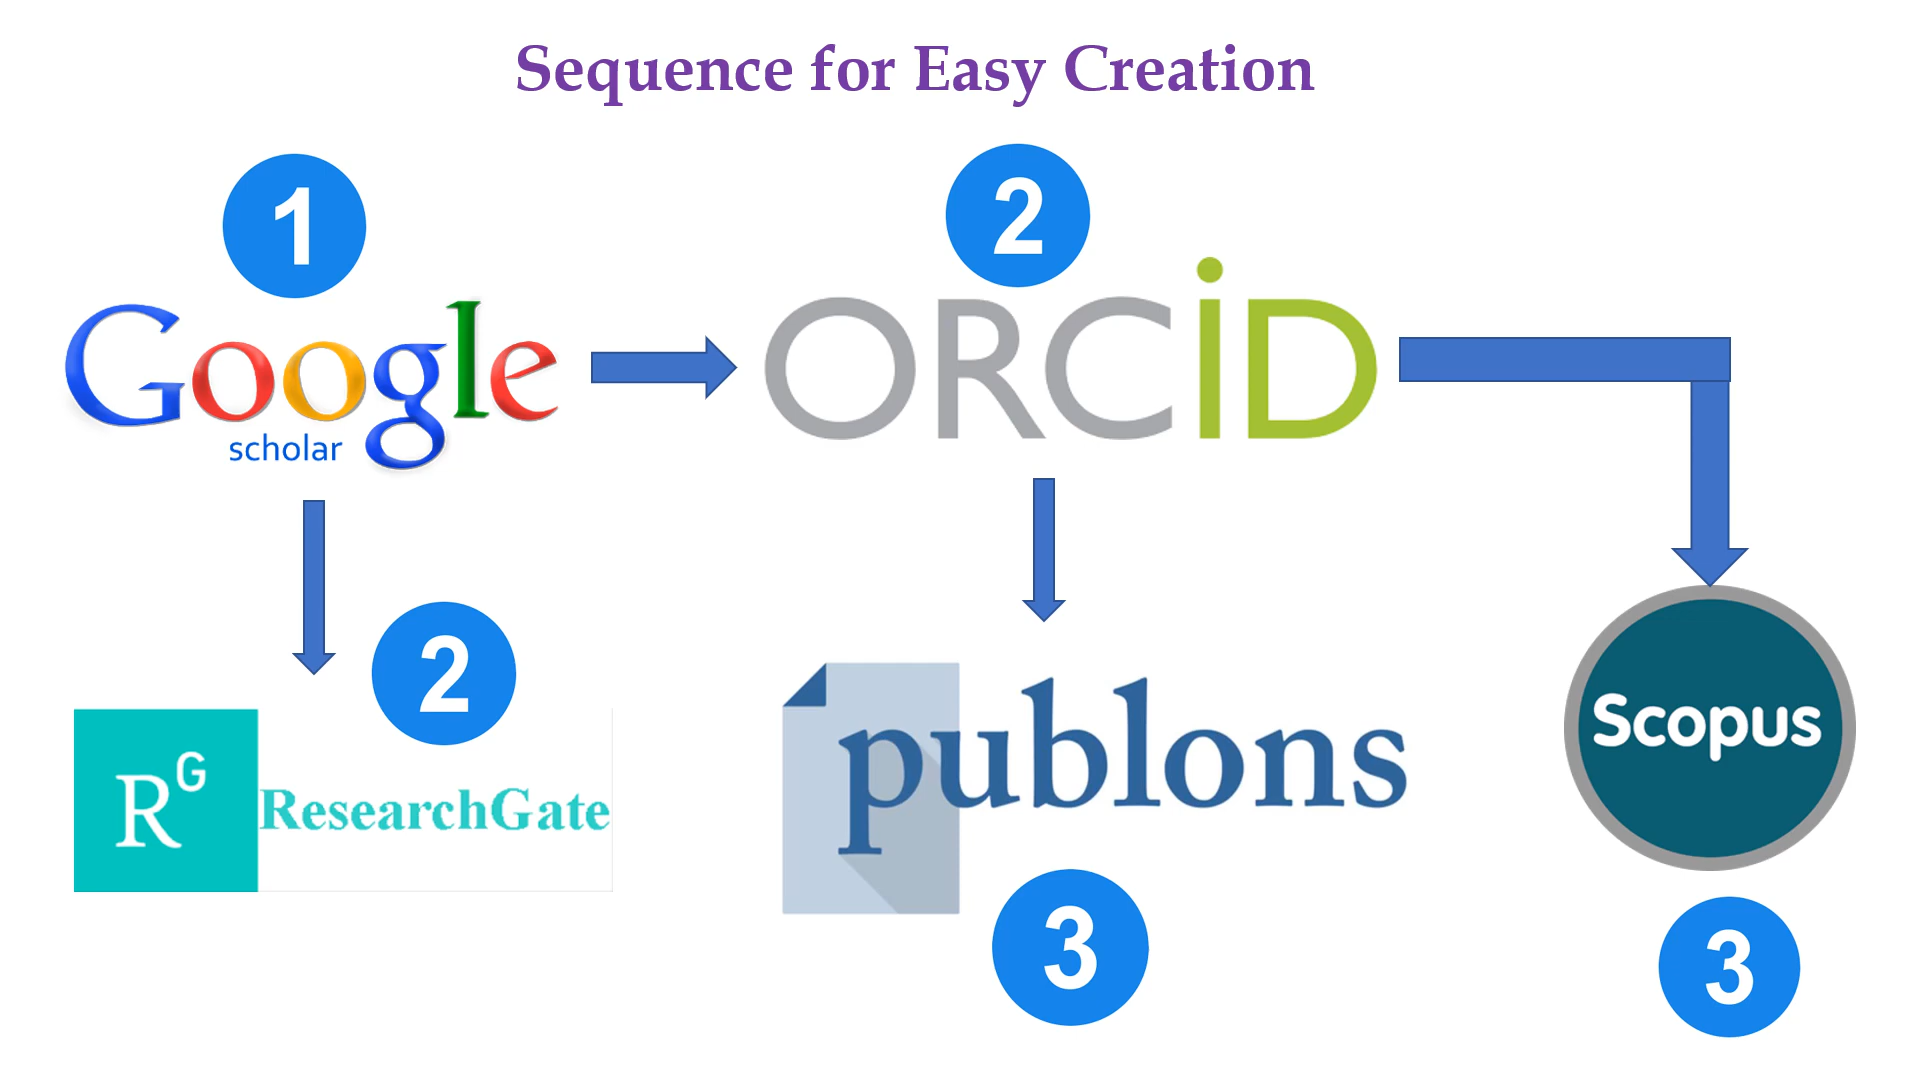 Sequence for Easy Creation
1
2
Google
scholar
ORCiD
2
RG
ResearchGate
publons
Scopus
3
3